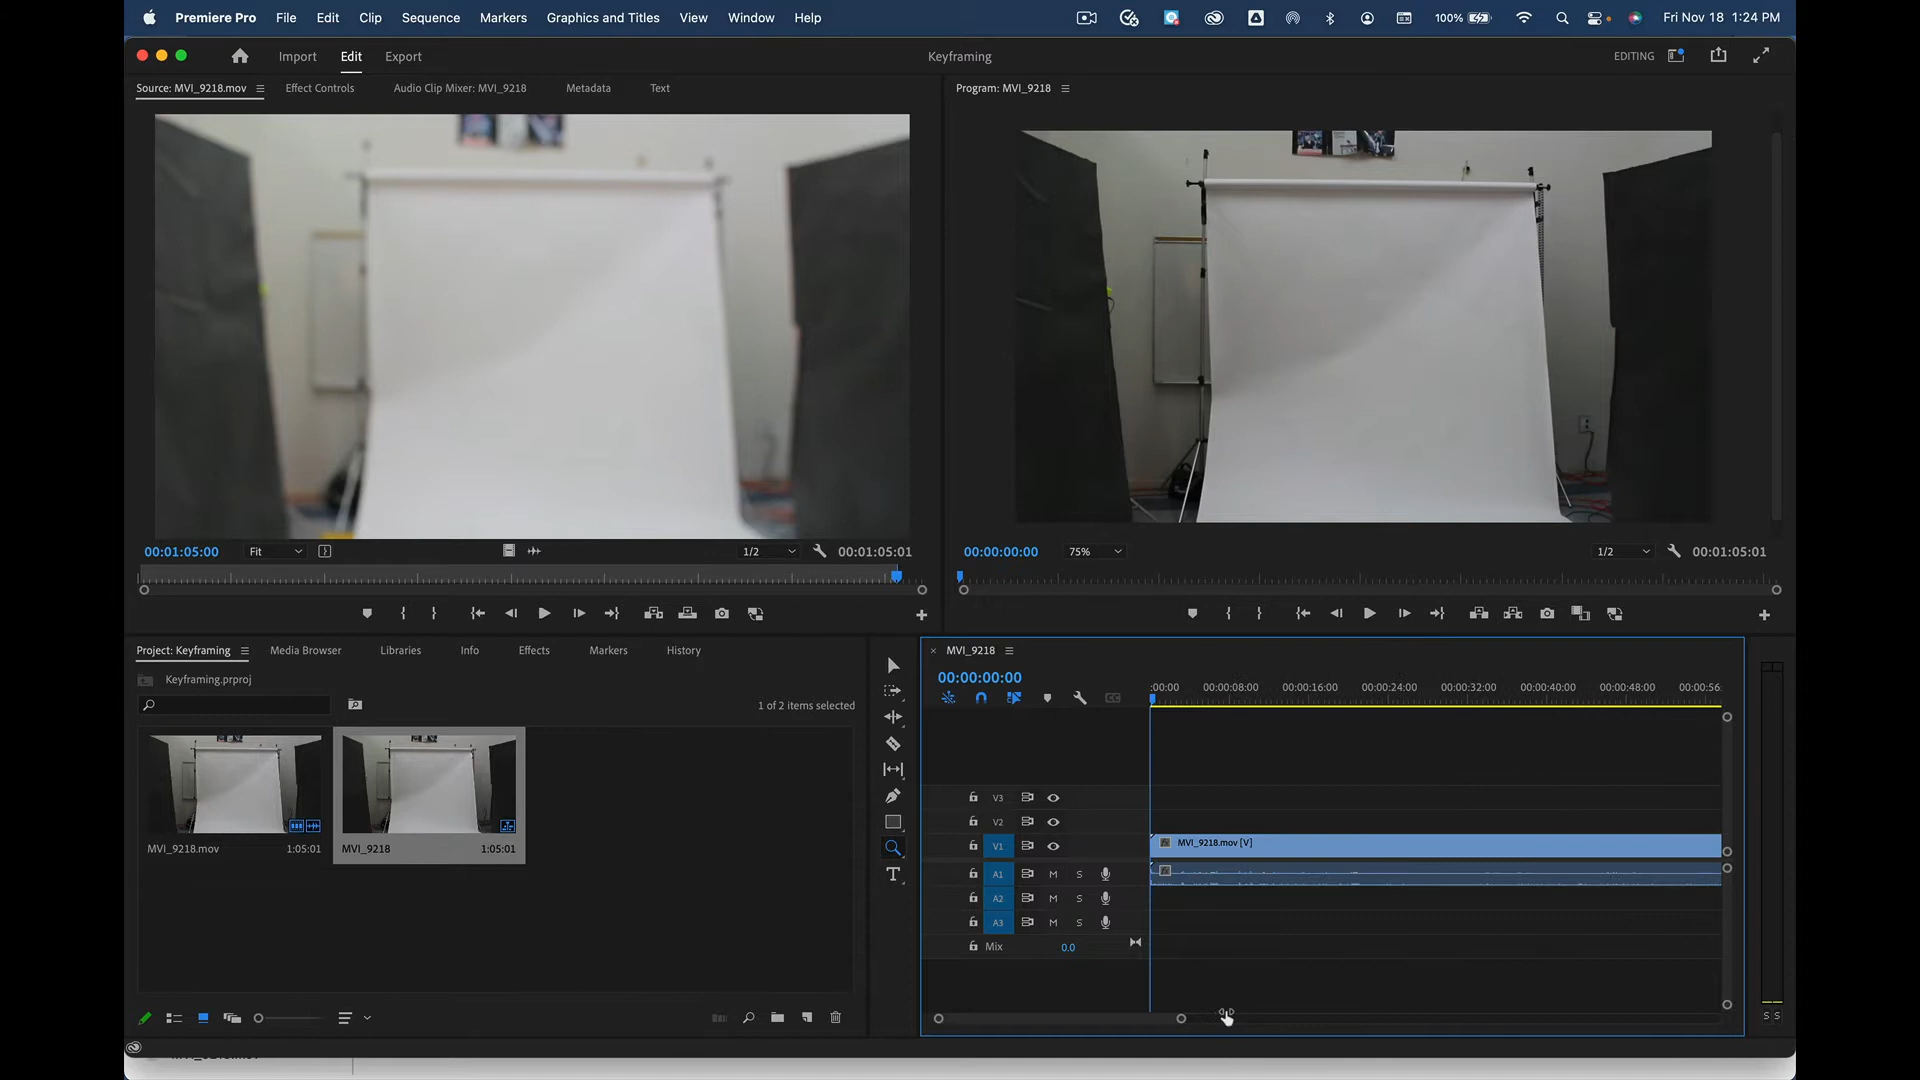 Premiere Pro File Edit Clip Sequence Markers Graphics and Titles View Window Help 100% Fri Nov 18 1:24 PM
Import Edit Export Keyframing EDITING
Source: MVI_9218.mov Effect Controls Audio Clip Mixer: MVI_9218 Metadata Text
Program: MVI_9218
00:01:05:00 Fit 1/2 00:01:05:01
00:00:00:00 75% 1/2 00:01:05:01
Project: Keyframing Media Browser Libraries Info Effects Markers History
Keyframing.prproj
1 of 2 items selected
MVI_9218.mov 1:05:01
MVI_9218 1:05:01
× MVI_9218
00:00:00:00
:00:00 00:00:08:00 00:00:16:00 00:00:24:00 00:00:32:00 00:00:40:00 00:00:48:00 00:00:56:
V3
V2
V1 MVI_9218.mov [V]
A1 M S
A2 M S
A3 M S
Mix 0.0
S S